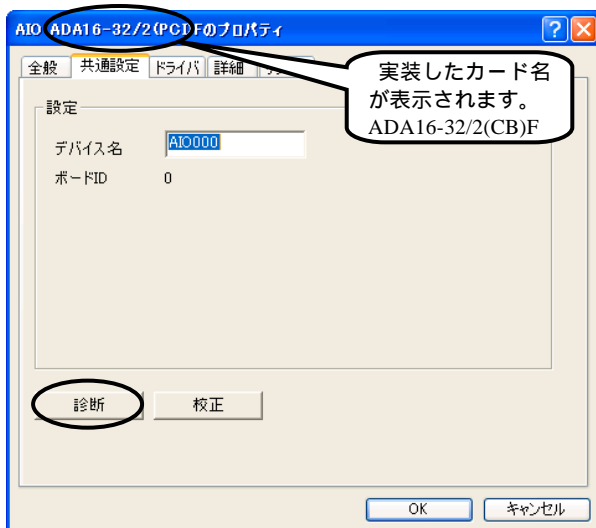 AIO ADA16-32/2(PCI)Fのプロパティ
全般 共通設定 ドライバ 詳細
実装したカード名
が表示されます。
ADA16-32/2(CB)F
設定
デバイス名 AIO000
ボードID 0
診断 校正
OK キャンセル